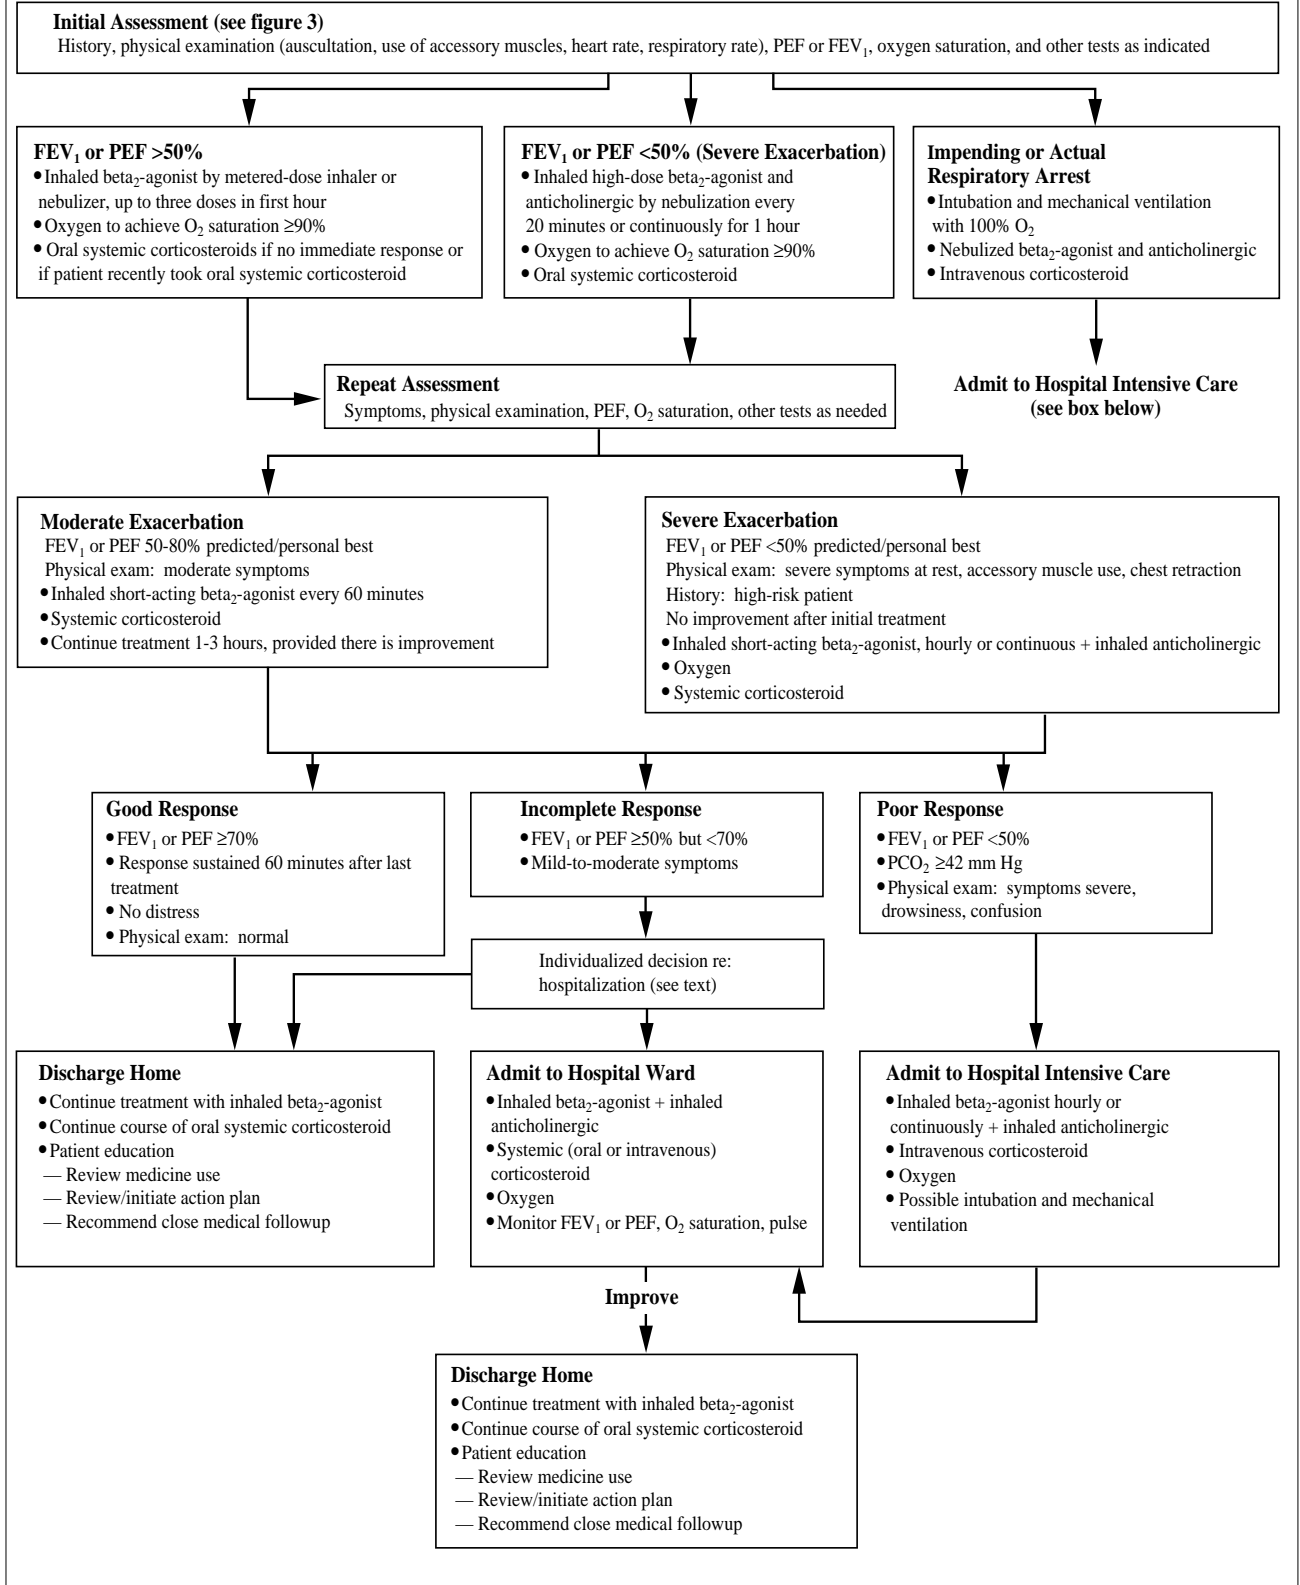 Initial Assessment (see figure 3)
History, physical examination (auscultation, use of accessory muscles, heart rate, respiratory rate), PEF or FEV₁, oxygen saturation, and other tests as indicated
FEV₁ or PEF >50%
• Inhaled beta₂-agonist by metered-dose inhaler or
nebulizer, up to three doses in first hour
• Oxygen to achieve O₂ saturation ≥90%
• Oral systemic corticosteroids if no immediate response or
if patient recently took oral systemic corticosteroid
FEV₁ or PEF <50% (Severe Exacerbation)
• Inhaled high-dose beta₂-agonist and
anticholinergic by nebulization every
20 minutes or continuously for 1 hour
• Oxygen to achieve O₂ saturation ≥90%
• Oral systemic corticosteroid
Impending or Actual
Respiratory Arrest
• Intubation and mechanical ventilation
with 100% O₂
• Nebulized beta₂-agonist and anticholinergic
• Intravenous corticosteroid
Repeat Assessment
Symptoms, physical examination, PEF, O₂ saturation, other tests as needed
Admit to Hospital Intensive Care
(see box below)
Moderate Exacerbation
FEV₁ or PEF 50-80% predicted/personal best
Physical exam: moderate symptoms
• Inhaled short-acting beta₂-agonist every 60 minutes
• Systemic corticosteroid
• Continue treatment 1-3 hours, provided there is improvement
Severe Exacerbation
FEV₁ or PEF <50% predicted/personal best
Physical exam: severe symptoms at rest, accessory muscle use, chest retraction
History: high-risk patient
No improvement after initial treatment
• Inhaled short-acting beta₂-agonist, hourly or continuous + inhaled anticholinergic
• Oxygen
• Systemic corticosteroid
Good Response
• FEV₁ or PEF ≥70%
• Response sustained 60 minutes after last
treatment
• No distress
• Physical exam: normal
Incomplete Response
• FEV₁ or PEF ≥50% but <70%
• Mild-to-moderate symptoms
Poor Response
• FEV₁ or PEF <50%
• PCO₂ ≥42 mm Hg
• Physical exam: symptoms severe,
drowsiness, confusion
Individualized decision re:
hospitalization (see text)
Discharge Home
• Continue treatment with inhaled beta₂-agonist
• Continue course of oral systemic corticosteroid
• Patient education
— Review medicine use
— Review/initiate action plan
— Recommend close medical followup
Admit to Hospital Ward
• Inhaled beta₂-agonist + inhaled
anticholinergic
• Systemic (oral or intravenous)
corticosteroid
• Oxygen
• Monitor FEV₁ or PEF, O₂ saturation, pulse
Admit to Hospital Intensive Care
• Inhaled beta₂-agonist hourly or
continuously + inhaled anticholinergic
• Intravenous corticosteroid
• Oxygen
• Possible intubation and mechanical
ventilation
Improve
Discharge Home
• Continue treatment with inhaled beta₂-agonist
• Continue course of oral systemic corticosteroid
• Patient education
— Review medicine use
— Review/initiate action plan
— Recommend close medical followup